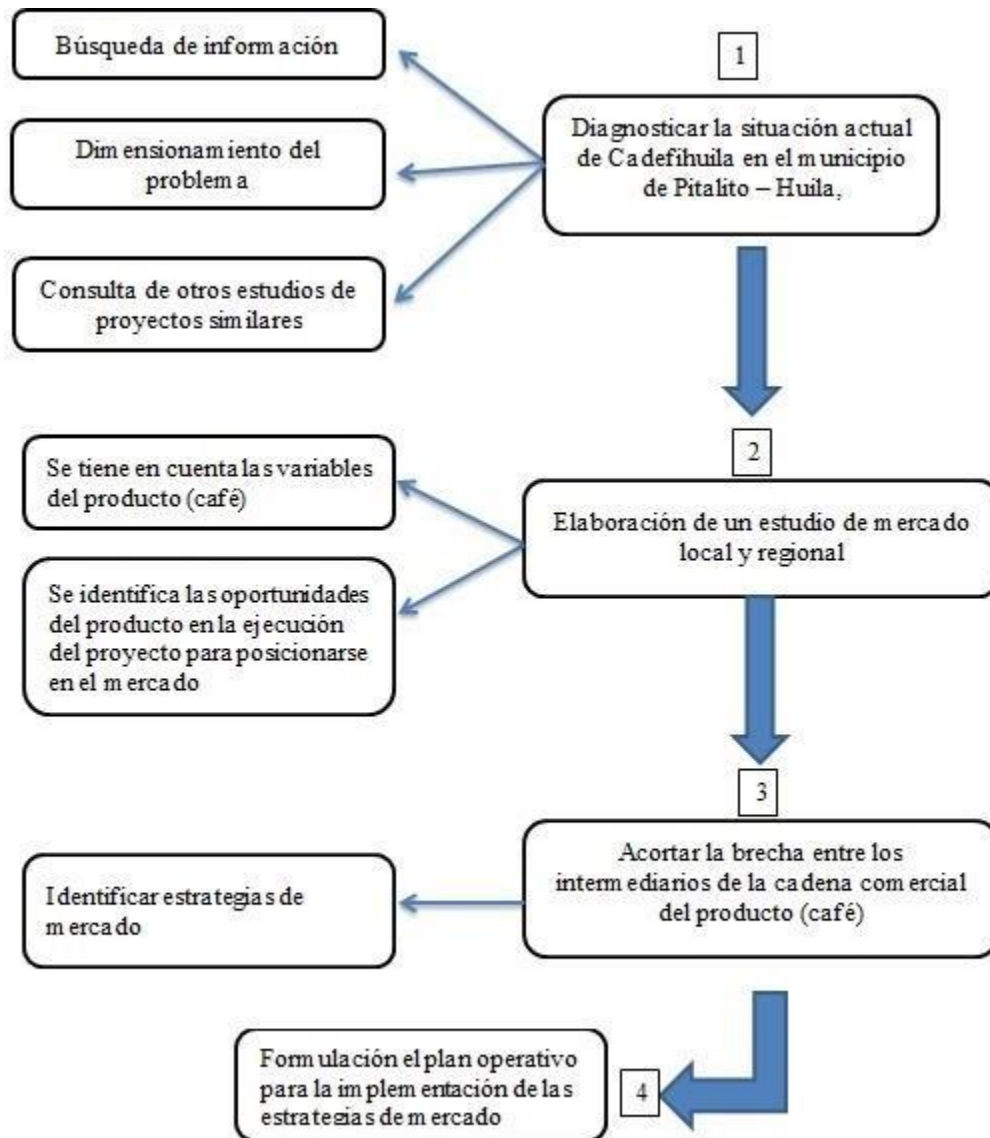 Búsqueda de información
1
Diagnosticar la situación actual
de Cadefihuila en el municipio
de Pitalito – Huila,
Dimensionamiento del
problema
Consulta de otros estudios de
proyectos similares
2
Se tiene en cuenta las variables
del producto (café)
Elaboración de un estudio de mercado
local y regional
Se identifica las oportunidades
del producto en la ejecución
del proyecto para posicionarse
en el mercado
3
Acortar la brecha entre los
intermediarios de la cadena comercial
del producto (café)
Identificar estrategias de
mercado
Formulación el plan operativo
para la implementación de las
estrategias de mercado
4